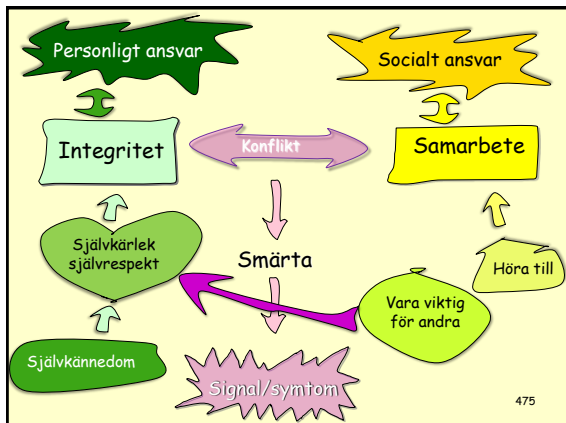 Personligt ansvar
Socialt ansvar
Integritet
Konflikt
Samarbete
Självkärlek
självrespekt
Smärta
Höra till
Vara viktig
för andra
Självkännedom
Signal/symtom
475